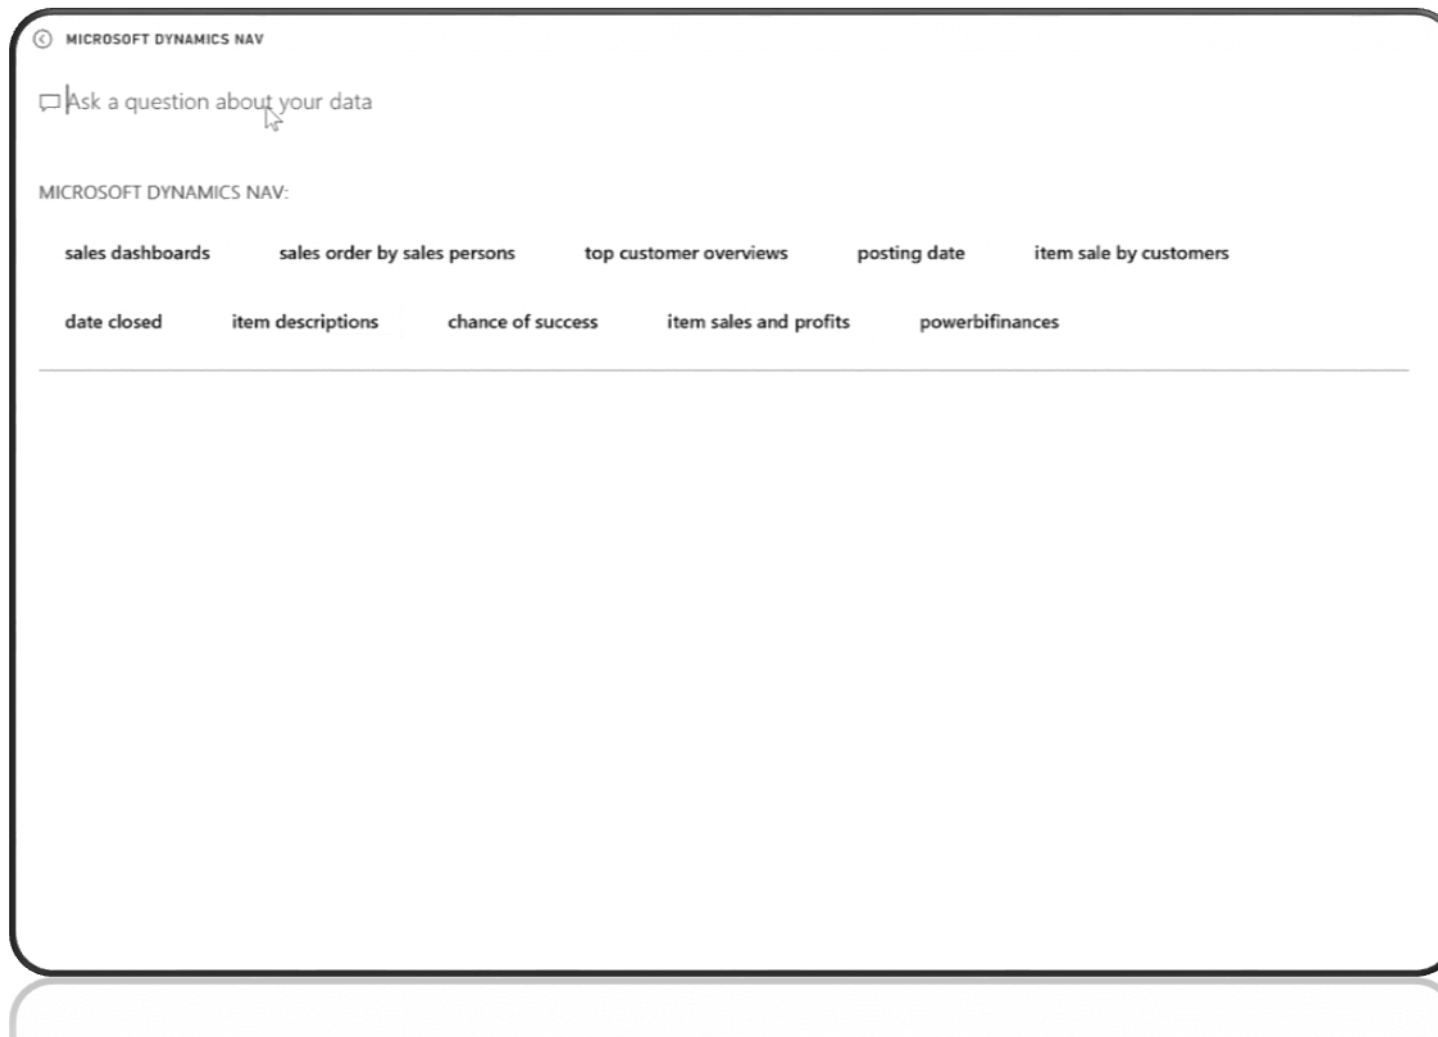 MICROSOFT DYNAMICS NAV
Ask a question about your data
MICROSOFT DYNAMICS NAV:
sales dashboards sales order by sales persons top customer overviews posting date item sale by customers
date closed item descriptions chance of success item sales and profits powerbifinances